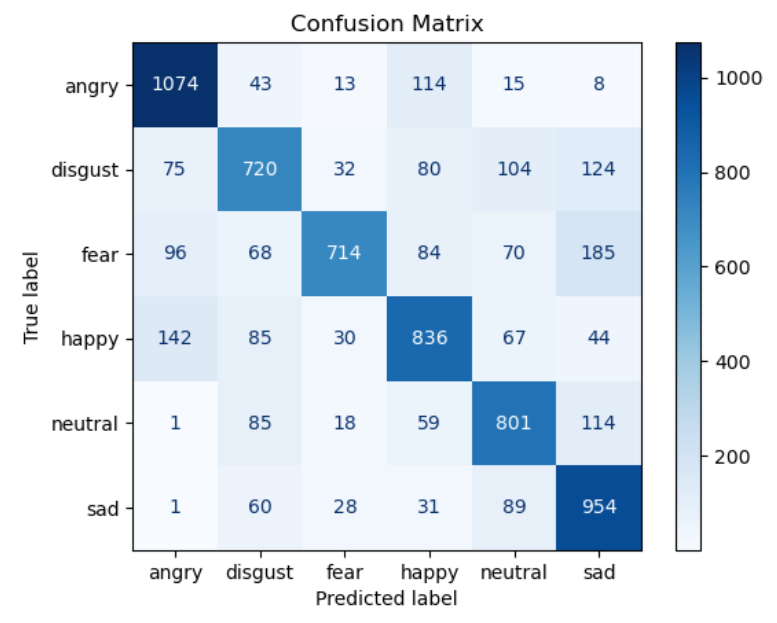 Confusion Matrix
angry 1074 43 13 114 15 8
disgust 75 720 32 80 104 124
fear 96 68 714 84 70 185
happy 142 85 30 836 67 44
neutral 1 85 18 59 801 114
sad 1 60 28 31 89 954
angry disgust fear happy neutral sad
Predicted label
True label
1000
800
600
400
200